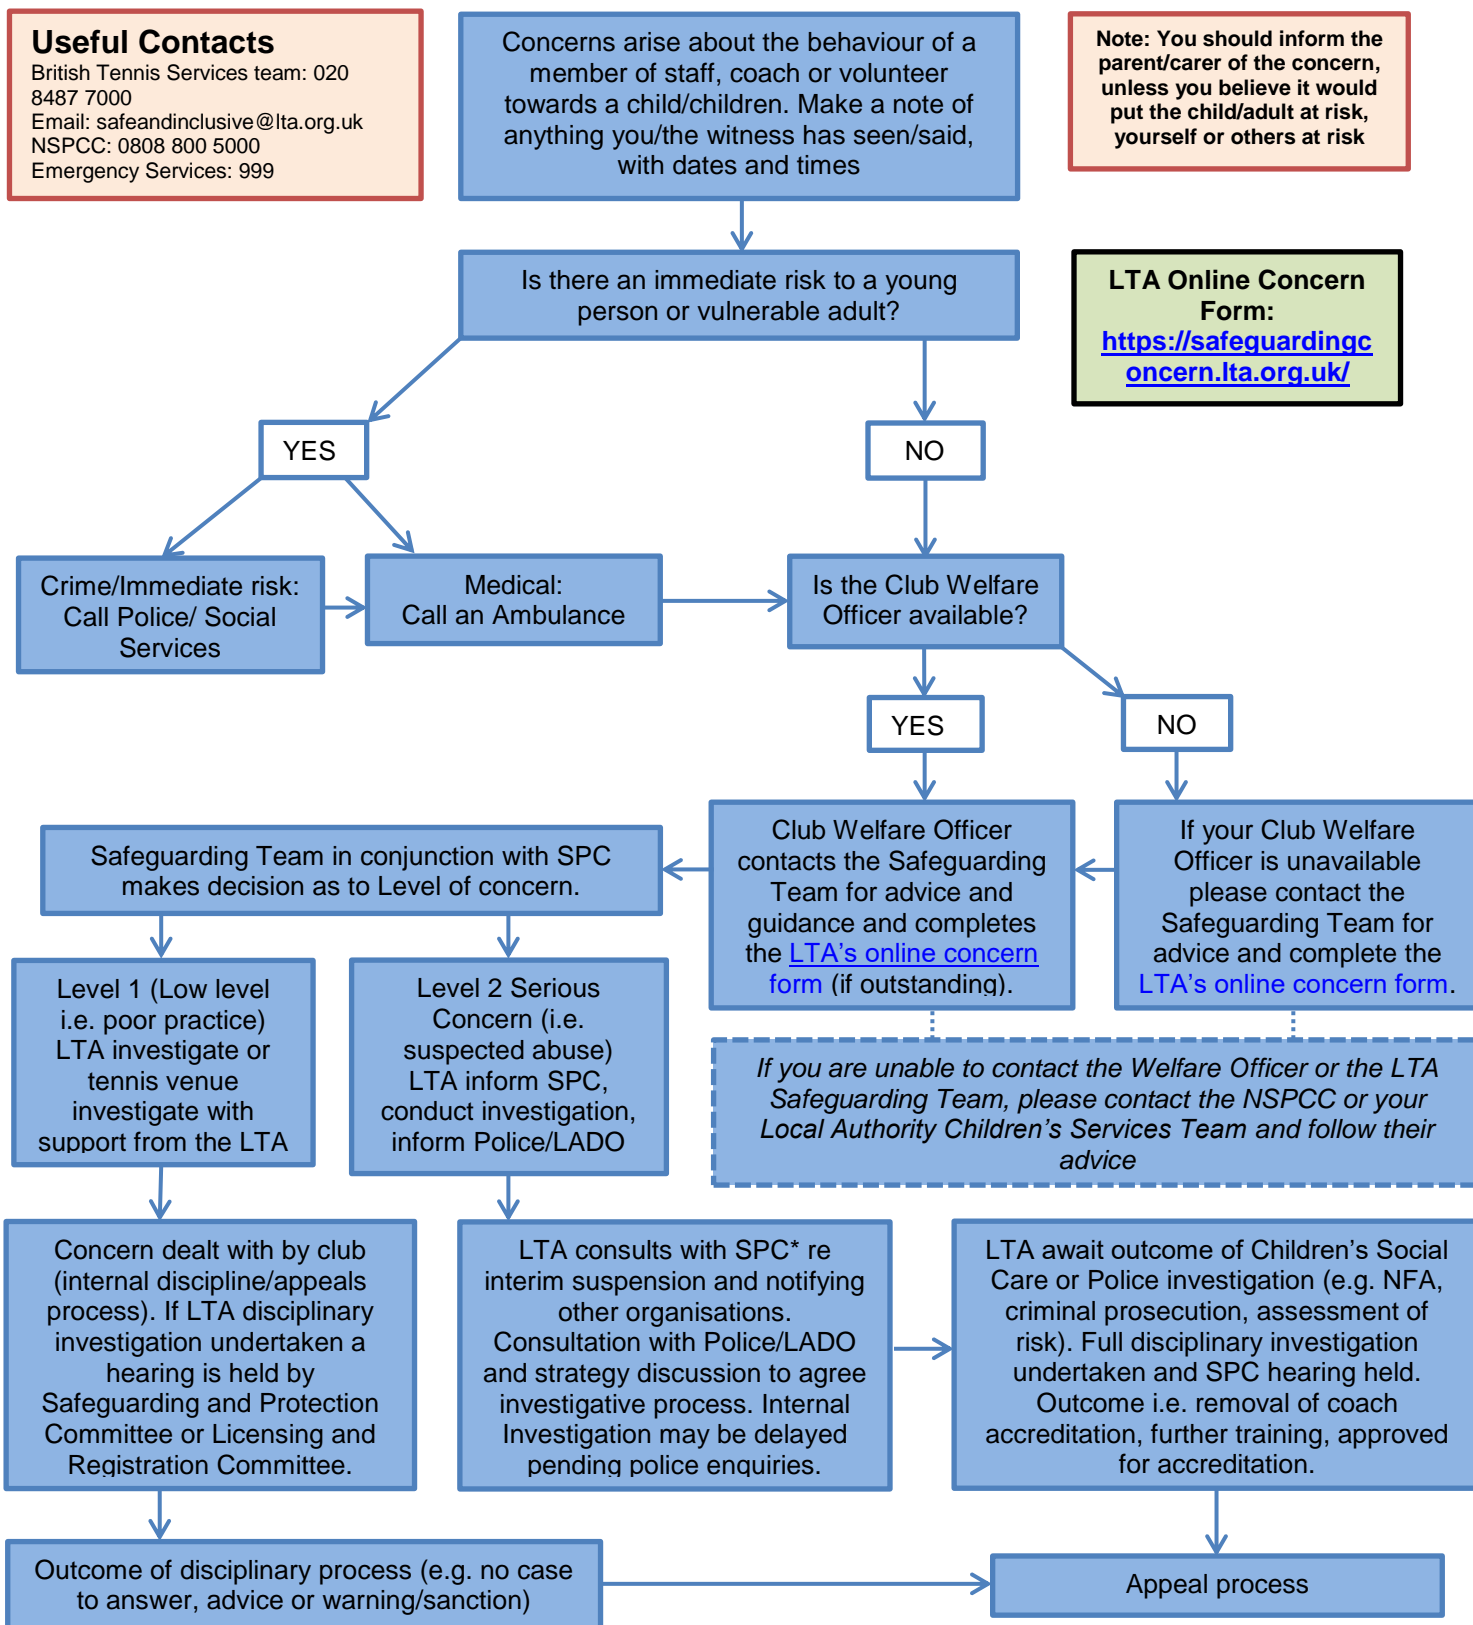 Useful Contacts
British Tennis Services team: 020
8487 7000
Email: safeandinclusive@lta.org.uk
NSPCC: 0808 800 5000
Emergency Services: 999
Concerns arise about the behaviour of a
member of staff, coach or volunteer
towards a child/children. Make a note of
anything you/the witness has seen/said,
with dates and times
Note: You should inform the
parent/carer of the concern,
unless you believe it would
put the child/adult at risk,
yourself or others at risk
Is there an immediate risk to a young
person or vulnerable adult?
LTA Online Concern
Form:
https://safeguardingc
oncern.lta.org.uk/
YES
NO
Crime/Immediate risk:
Call Police/ Social
Services
Medical:
Call an Ambulance
Is the Club Welfare
Officer available?
YES
NO
Safeguarding Team in conjunction with SPC
makes decision as to Level of concern.
Club Welfare Officer
contacts the Safeguarding
Team for advice and
guidance and completes
the LTA's online concern
form (if outstanding).
If your Club Welfare
Officer is unavailable
please contact the
Safeguarding Team for
advice and complete the
LTA's online concern form.
Level 1 (Low level
i.e. poor practice)
LTA investigate or
tennis venue
investigate with
support from the LTA
Level 2 Serious
Concern (i.e.
suspected abuse)
LTA inform SPC,
conduct investigation,
inform Police/LADO
If you are unable to contact the Welfare Officer or the LTA
Safeguarding Team, please contact the NSPCC or your
Local Authority Children's Services Team and follow their
advice
Concern dealt with by club
(internal discipline/appeals
process). If LTA disciplinary
investigation undertaken a
hearing is held by
Safeguarding and Protection
Committee or Licensing and
Registration Committee.
LTA consults with SPC* re
interim suspension and notifying
other organisations.
Consultation with Police/LADO
and strategy discussion to agree
investigative process. Internal
Investigation may be delayed
pending police enquiries.
LTA await outcome of Children's Social
Care or Police investigation (e.g. NFA,
criminal prosecution, assessment of
risk). Full disciplinary investigation
undertaken and SPC hearing held.
Outcome i.e. removal of coach
accreditation, further training, approved
for accreditation.
Outcome of disciplinary process (e.g. no case
to answer, advice or warning/sanction)
Appeal process